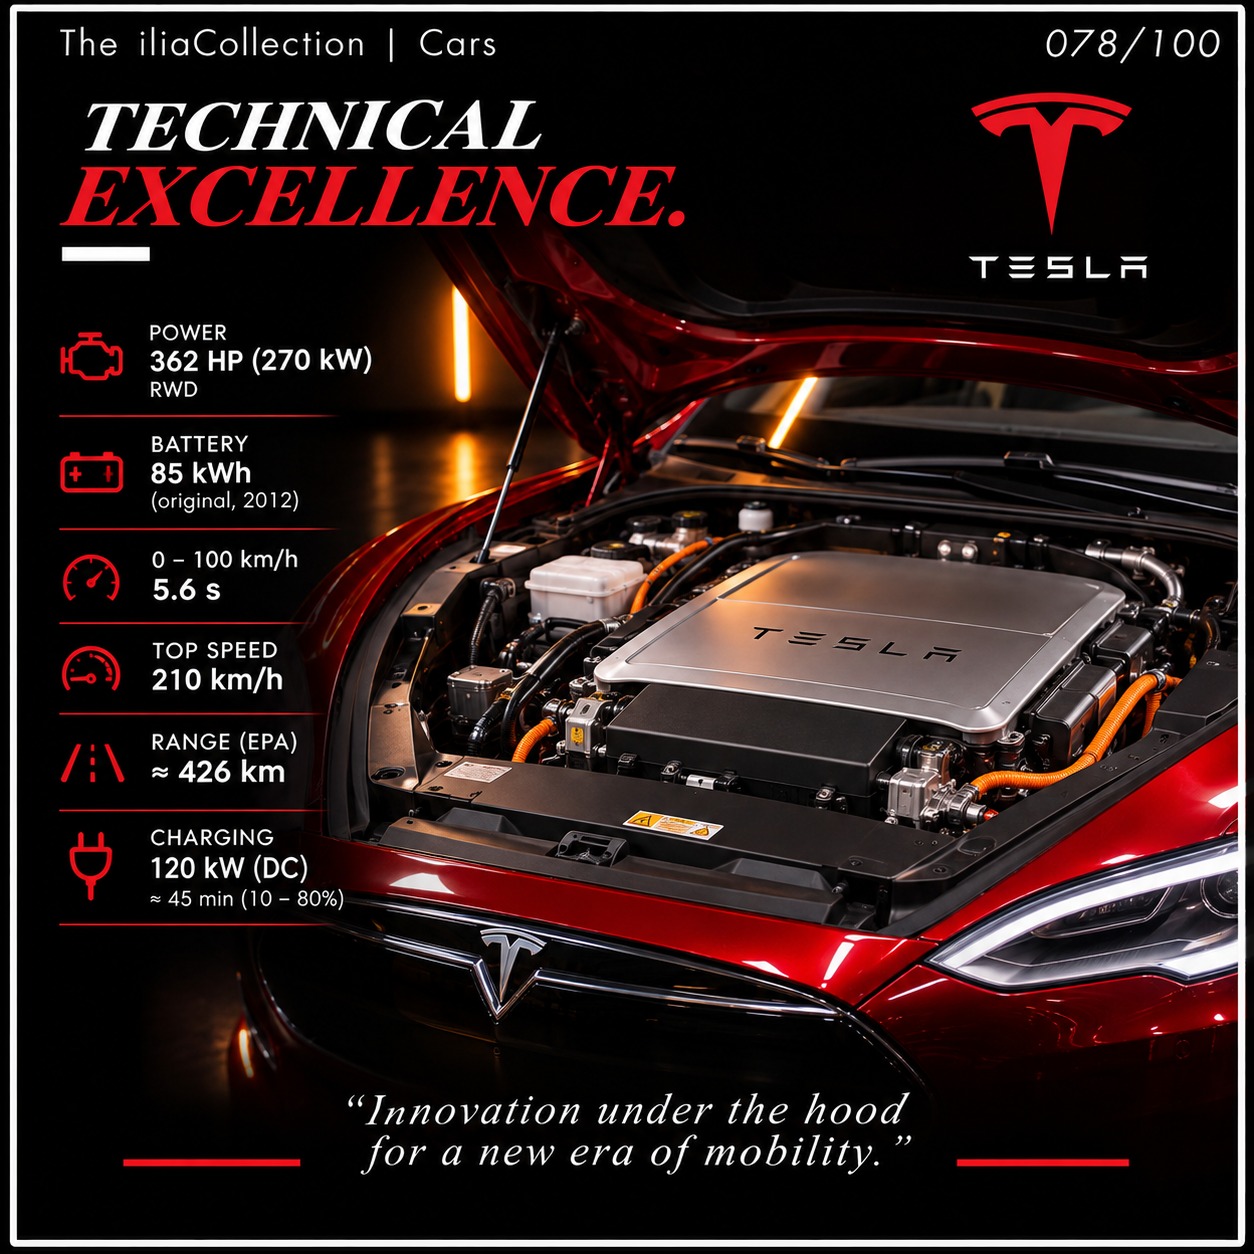 The iliaCollection | Cars
078/100
TECHNICAL
EXCELLENCE.
TESLA
POWER
362 HP (270 kW)
RWD
BATTERY
85 kWh
(original, 2012)
0 – 100 km/h
5.6 s
TOP SPEED
210 km/h
RANGE (EPA)
≈ 426 km
CHARGING
120 kW (DC)
≈ 45 min (10 – 80%)
TESLA
“Innovation under the hood
for a new era of mobility.”